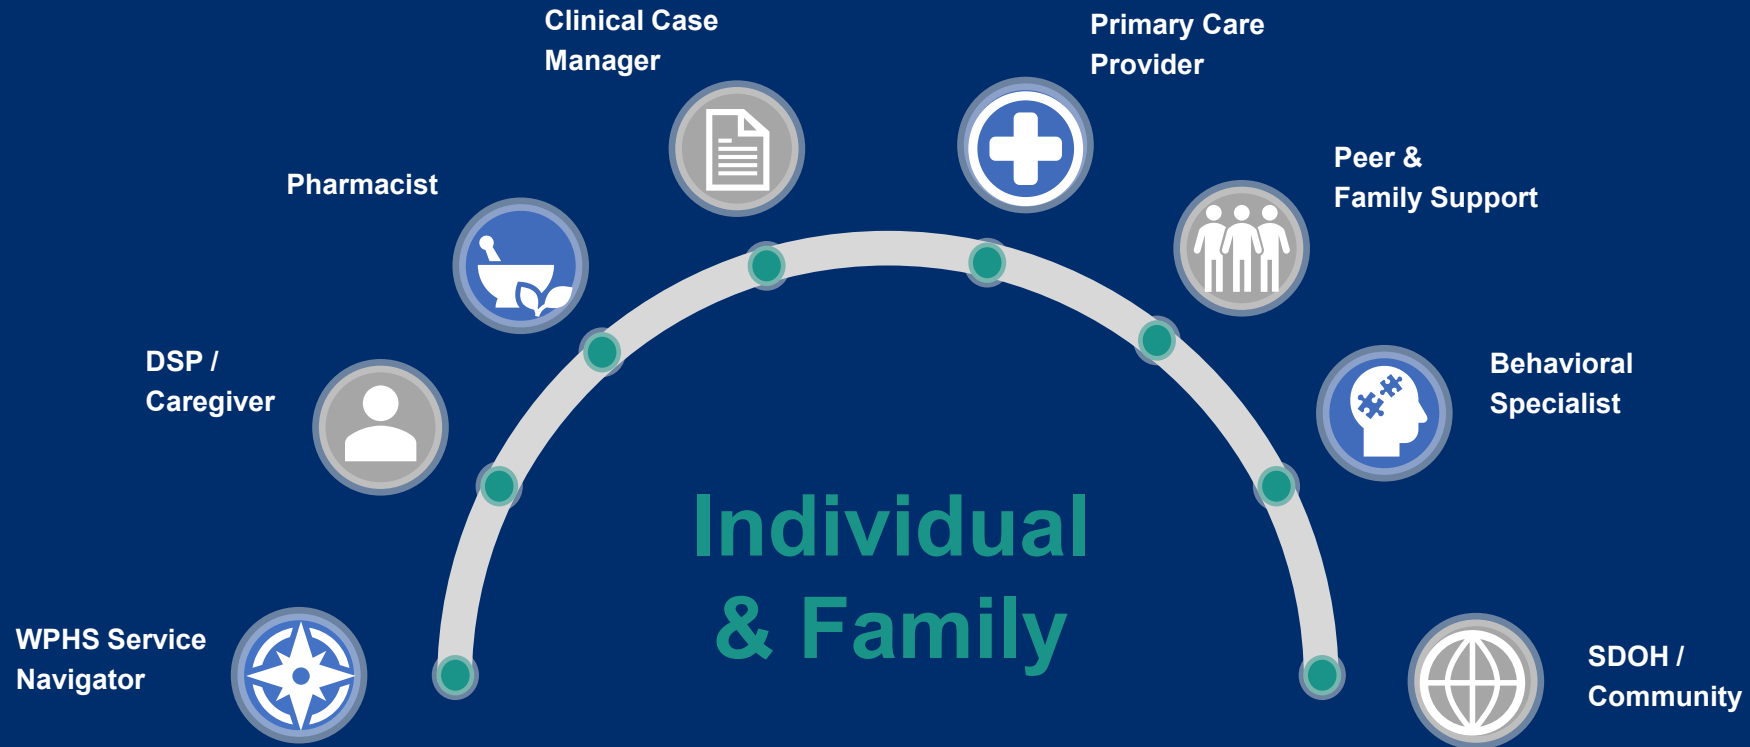 Clinical Case
Manager
Primary Care
Provider
Pharmacist
Peer &
Family Support
DSP /
Caregiver
Behavioral
Specialist
Individual
& Family
WPHS Service
Navigator
SDOH /
Community